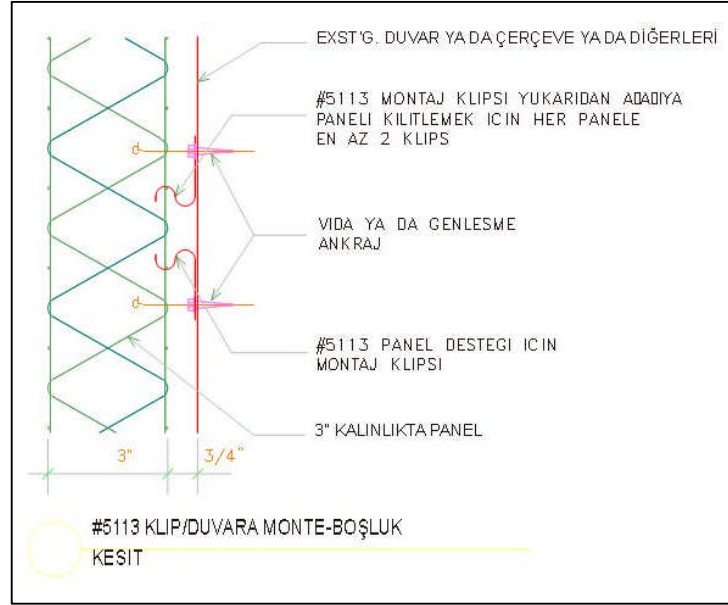 EXST'G. DUVAR YA DA ÇERÇEVE YA DA DİĞERLERİ
#5113 MONTAJ KLIPSI YUKARIDAN
PANELI KILITLEMEK ICIN HER PANELE
EN AZ 2 KLIPS
VIDA YA DA GENLESME
ANKRAJ
#5113 PANEL DESTEGI ICIN
MONTAJ KLIPSI
3" KALINLIKTA PANEL
3" 3/4"
#5113 KLIP/DUVARA MONTE-BOŞLUK
KESIT